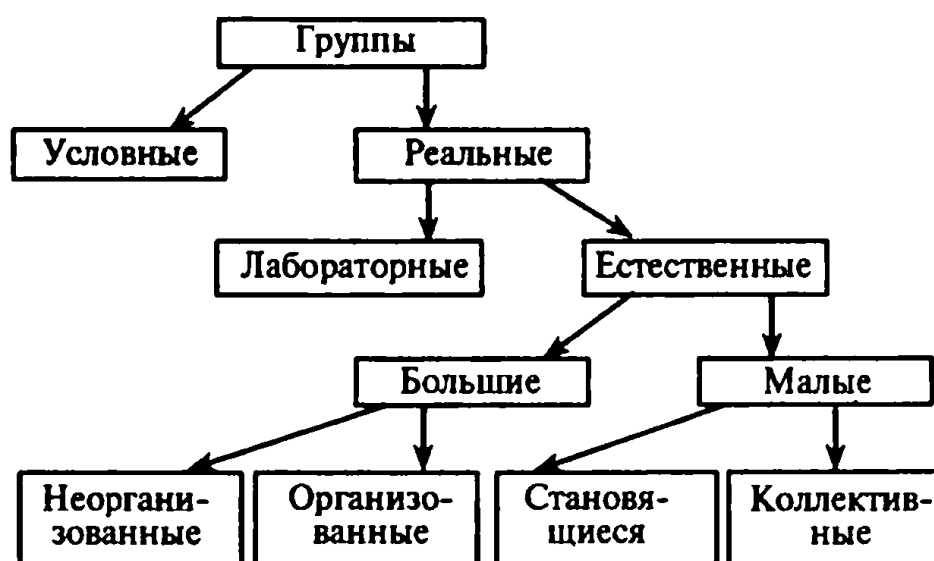 Группы
Условные
Реальные
Лабораторные
Естественные
Большие
Малые
Неоргани-
зованные
Организо-
ванные
Становя-
щиеся
Коллектив-
ные